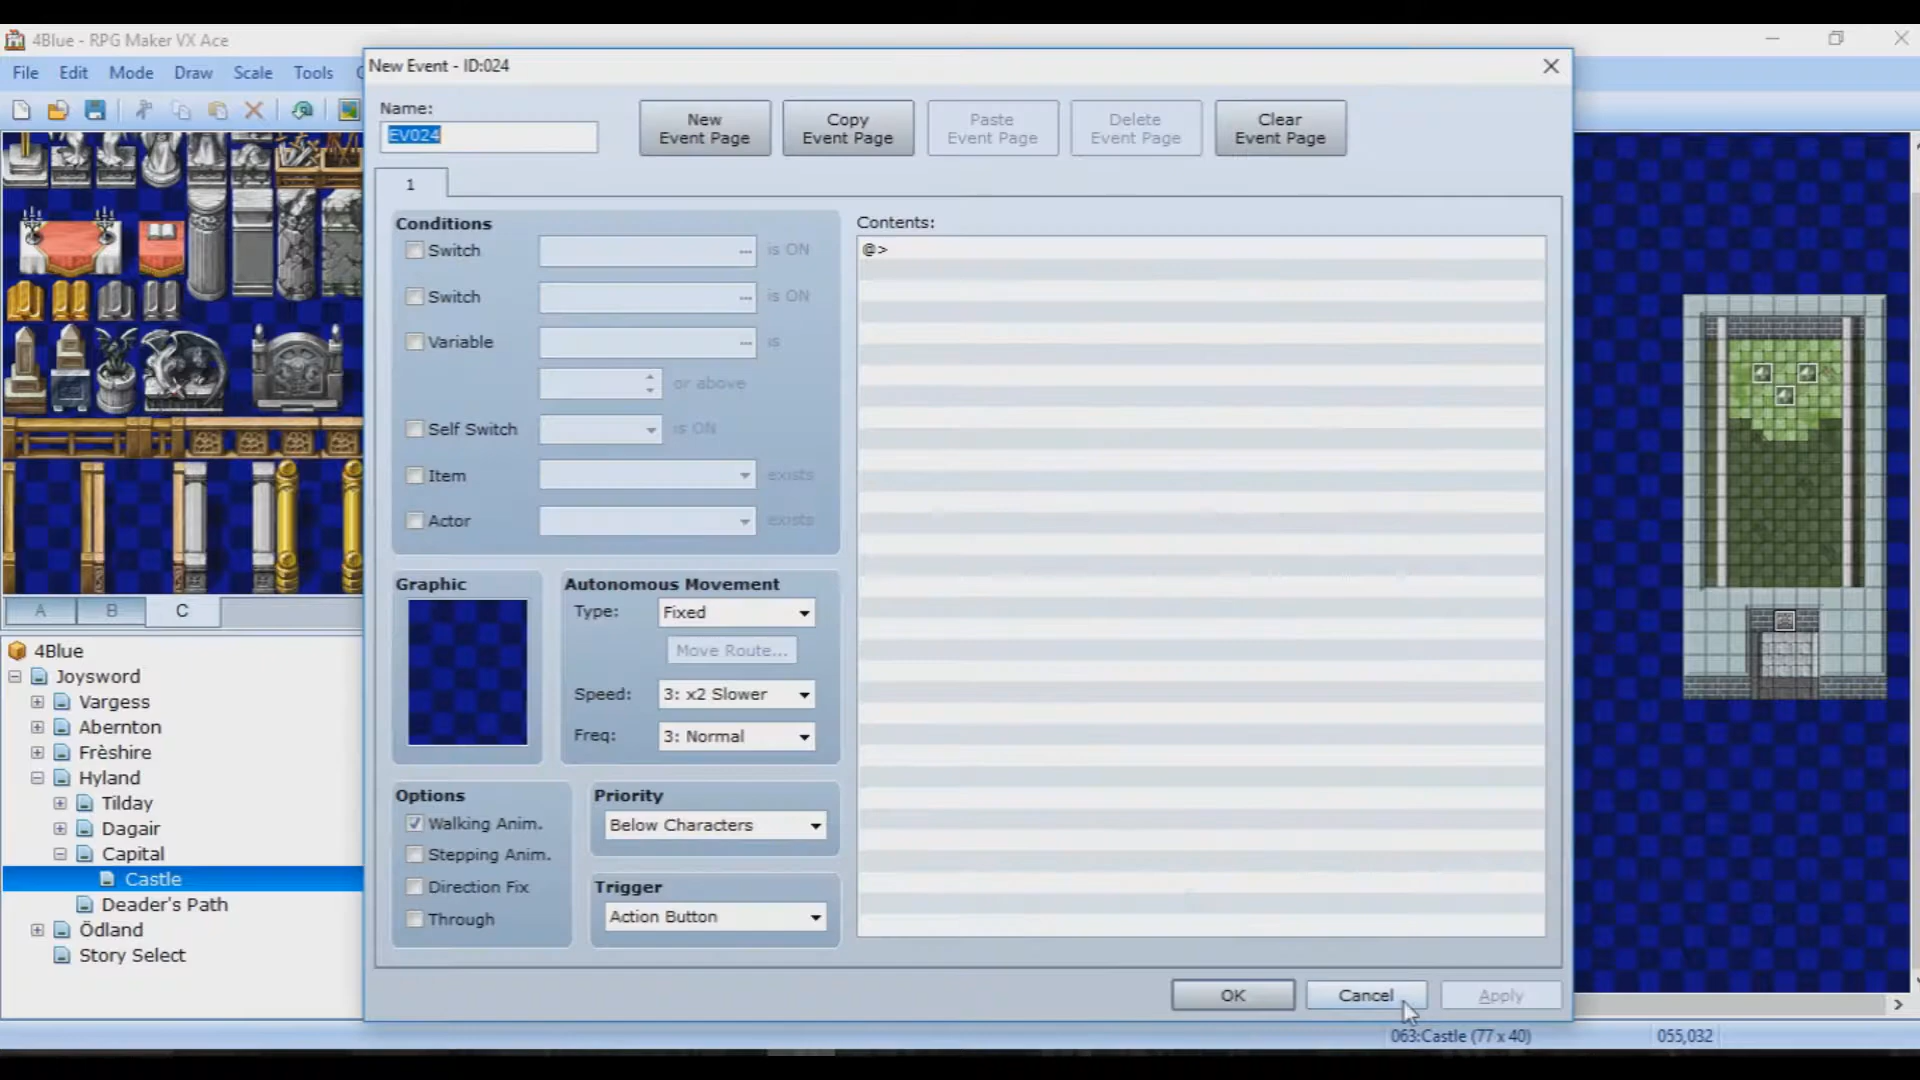 4Blue - RPG Maker VX Ace
File Edit Mode Draw Scale Tools
New Event - ID:024
Name:
EV024
New Event Page
Copy Event Page
Paste Event Page
Delete Event Page
Clear Event Page
1
Conditions
Switch ... is ON
Switch ... is ON
Variable ... is
or above
Self Switch is ON
Item exists
Actor exists
Graphic
Autonomous Movement
Type: Fixed
Move Route...
Speed: 3: x2 Slower
Freq: 3: Normal
Options
Walking Anim.
Stepping Anim.
Direction Fix
Through
Priority
Below Characters
Trigger
Action Button
Contents:
@>
OK Cancel Apply
A B C
4Blue
Joysword
Vargess
Abernton
Frèshire
Hyland
Tilday
Dagair
Capital
Castle
Deader's Path
Ödland
Story Select
063:Castle (77 x 40) 055,032